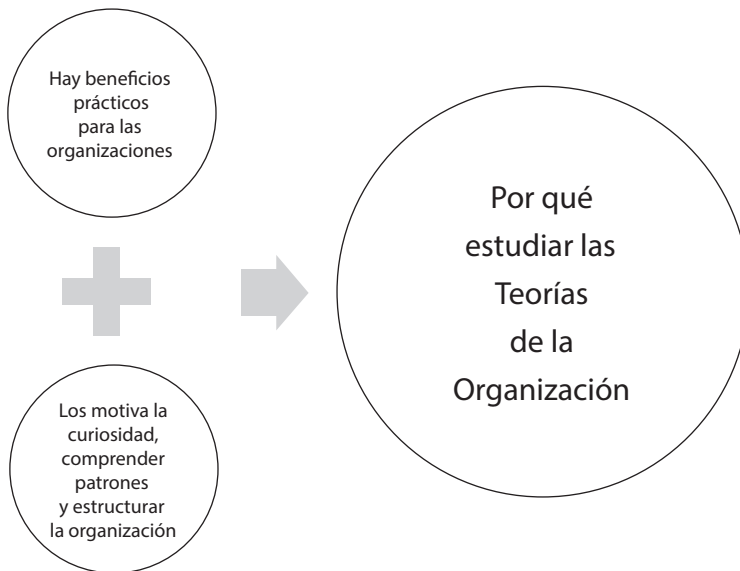 Hay beneficios
prácticos
para las
organizaciones
Los motiva la
curiosidad,
comprender
patrones
y estructurar
la organización
Por qué
estudiar las
Teorías
de la
Organización